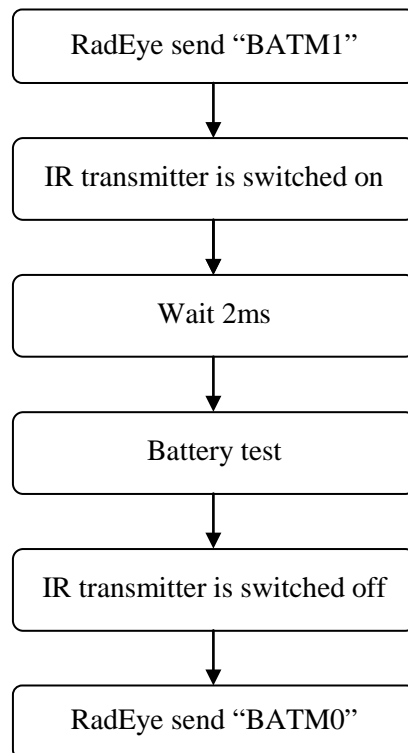 RadEye send “BATM1”
IR transmitter is switched on
Wait 2ms
Battery test
IR transmitter is switched off
RadEye send “BATM0”